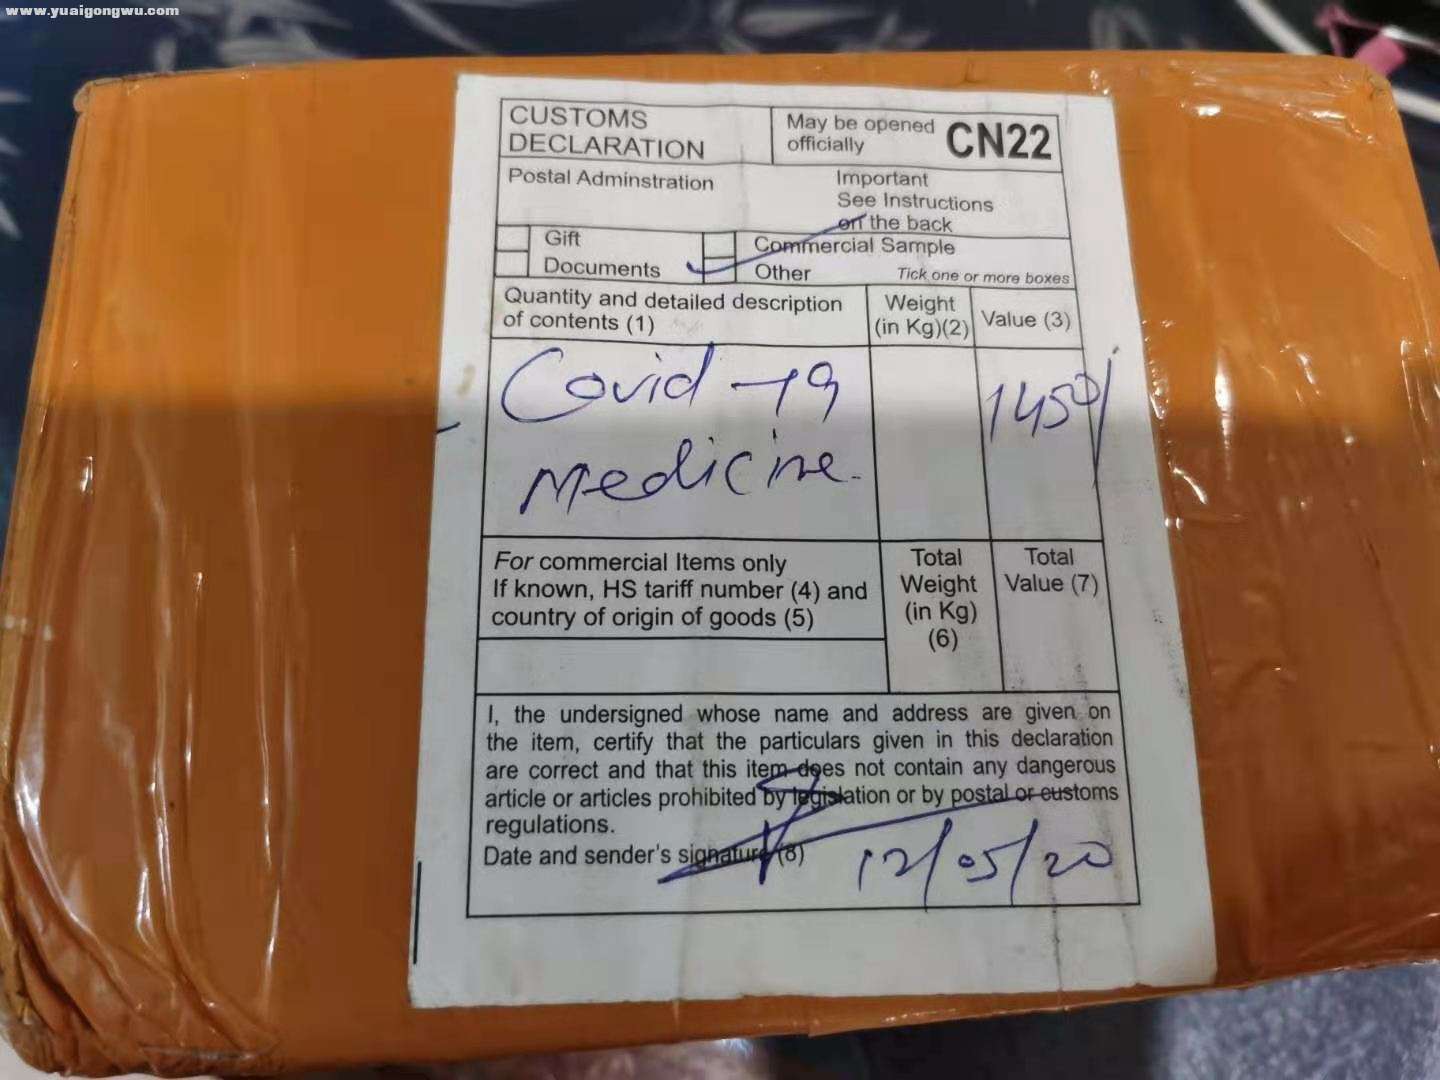 www.yuaigongwu.com
CUSTOMS
DECLARATION
May be opened
officially
CN22
Postal Adminstration
Important
See Instructions
on the back
Gift
Commercial Sample
Documents
Other
Tick one or more boxes
Quantity and detailed description
of contents (1)
Weight
(in Kg)(2)
Value (3)
Covid-19
Medicine.
1450/
For commercial Items only
If known, HS tariff number (4) and
country of origin of goods (5)
Total
Weight
(in Kg)
(6)
Total
Value (7)
I, the undersigned whose name and address are given on
the item, certify that the particulars given in this declaration
are correct and that this item does not contain any dangerous
article or articles prohibited by legislation or by postal or customs
regulations.
Date and sender's signature (8)
12/05/20